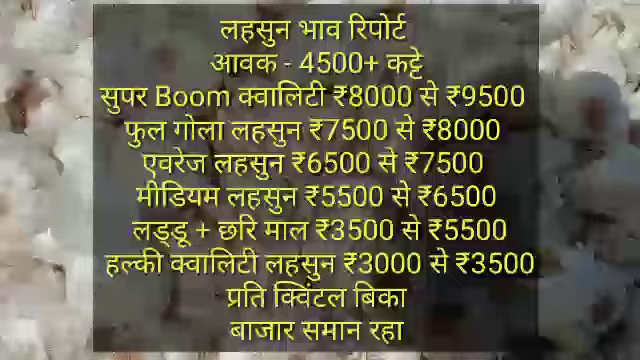 लहसुन भाव रिपोर्ट
आवक - 4500+ कट्टे
सुपर Boom क्वालिटी ₹8000 से ₹9500
फुल गोला लहसुन ₹7500 से ₹8000
एवरेज लहसुन ₹6500 से ₹7500
मीडियम लहसुन ₹5500 से ₹6500
लड्डू + छरि माल ₹3500 से ₹5500
हल्की क्वालिटी लहसुन ₹3000 से ₹3500
प्रति क्विंटल बिका
बाजार समान रहा